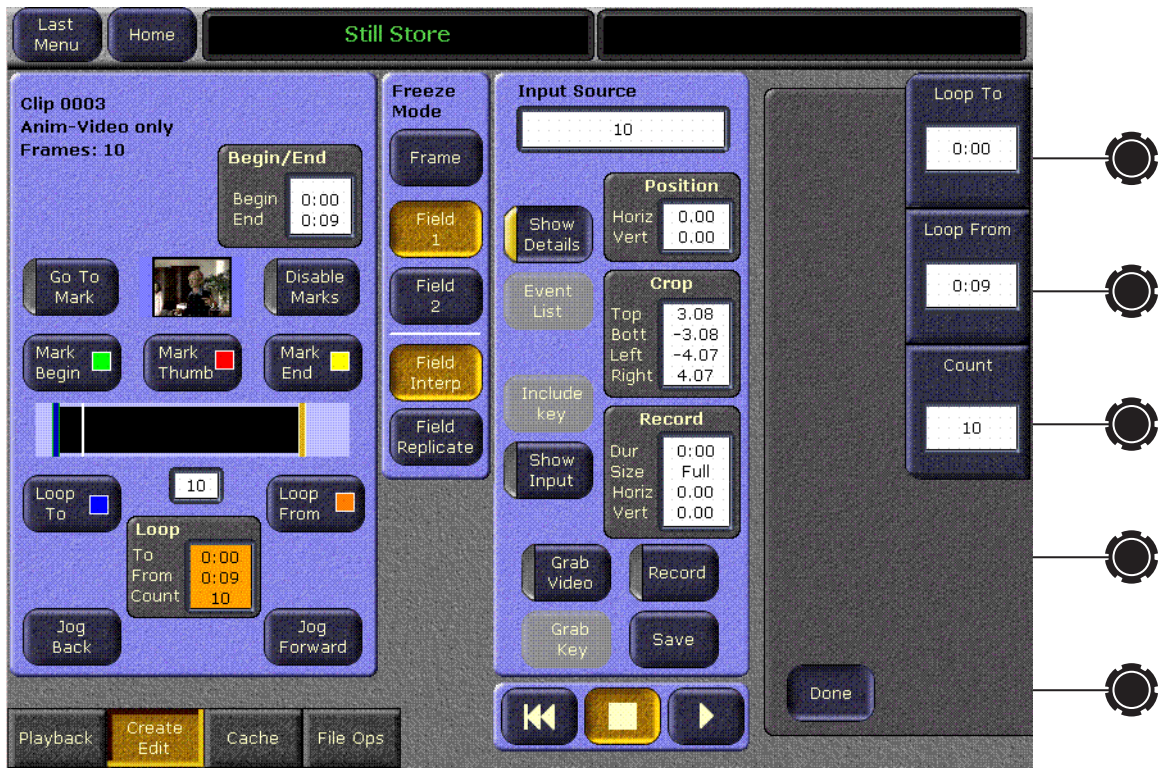 Last
Menu
Home
Still Store
Clip 0003
Anim-Video only
Frames: 10
Begin/End
Begin 0:00
End 0:09
Go To
Mark
Disable
Marks
Mark
Begin
Mark
Thumb
Mark
End
Loop
To
10
Loop
From
Loop
To 0:00
From 0:09
Count 10
Jog
Back
Jog
Forward
Freeze
Mode
Frame
Field
1
Field
2
Field
Interp
Field
Replicate
Input Source
10
Show
Details
Position
Horiz 0.00
Vert 0.00
Event
List
Crop
Top 3.08
Bott -3.08
Left -4.07
Right 4.07
Include
key
Show
Input
Record
Dur 0:00
Size Full
Horiz 0.00
Vert 0.00
Grab
Video
Record
Grab
Key
Save
Loop To
0:00
Loop From
0:09
Count
10
Done
Playback
Create
Edit
Cache
File Ops